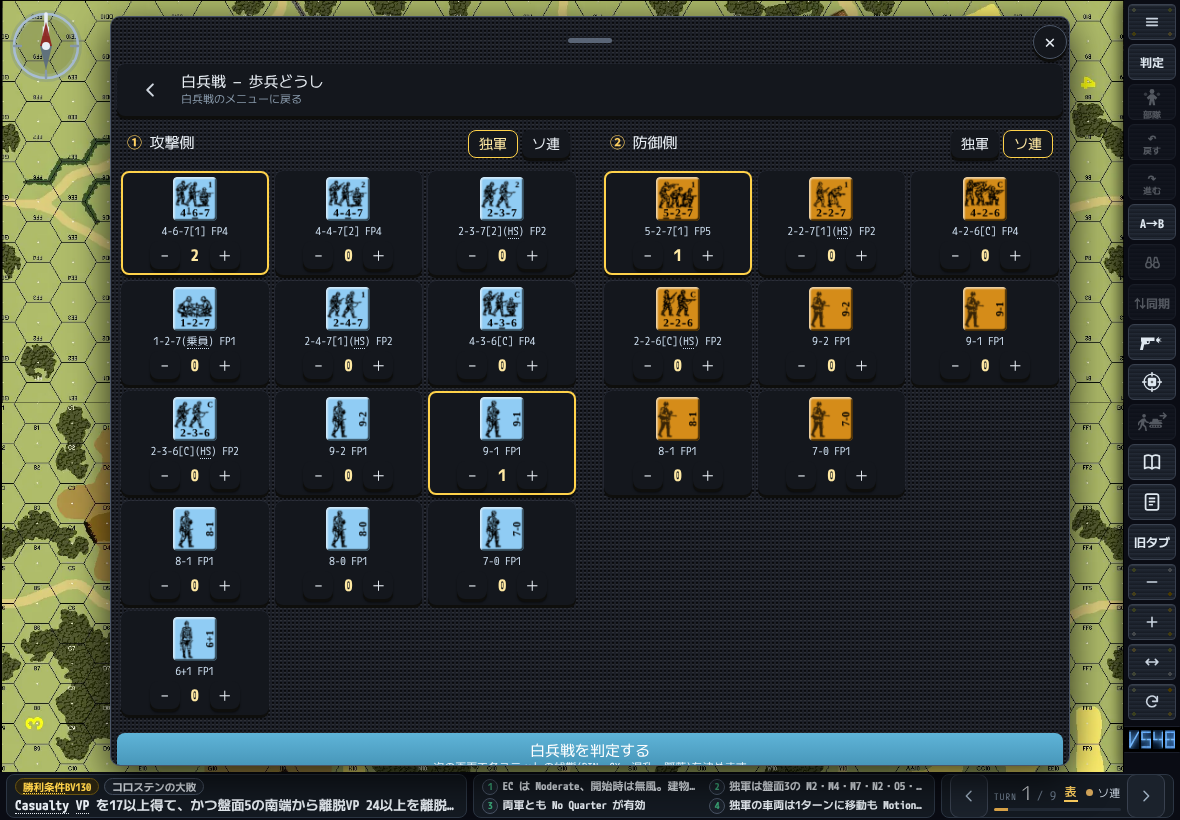 白兵戦 – 歩兵どうし
白兵戦のメニューに戻る
① 攻撃側
独軍 ソ連
② 防御側
独軍 ソ連
4-6-7[1] FP4
− 2 +
4-4-7[2] FP4
− 0 +
2-3-7[2](HS) FP2
− 0 +
5-2-7[1] FP5
− 1 +
2-2-7[1](HS) FP2
− 0 +
4-2-6[C] FP4
− 0 +
1-2-7(乗員) FP1
− 0 +
2-4-7[1](HS) FP2
− 0 +
4-3-6[C] FP4
− 0 +
2-2-6[C](HS) FP2
− 0 +
9-2 FP1
− 0 +
9-1 FP1
− 0 +
2-3-6[C](HS) FP2
− 0 +
9-2 FP1
− 0 +
9-1 FP1
− 1 +
8-1 FP1
− 0 +
7-0 FP1
− 0 +
8-1 FP1
− 0 +
8-0 FP1
− 0 +
7-0 FP1
− 0 +
6+1 FP1
− 0 +
白兵戦を判定する
判定
部隊
戻す
進む
A→B
同期
旧タブ
1/548
勝利条件BV130 コロステンの大敗
Casualty VP を17以上得て、かつ盤面5の南端から離脱VP 24以上を離脱…
1 EC は Moderate、開始時は無風。建物…
2 独軍は盤面3の M2・M4・M7・N2・O5・…
3 両軍とも No Quarter が有効
4 独軍の車両は1ターンに移動も Motion…
TURN 1 / 9 表 ソ連